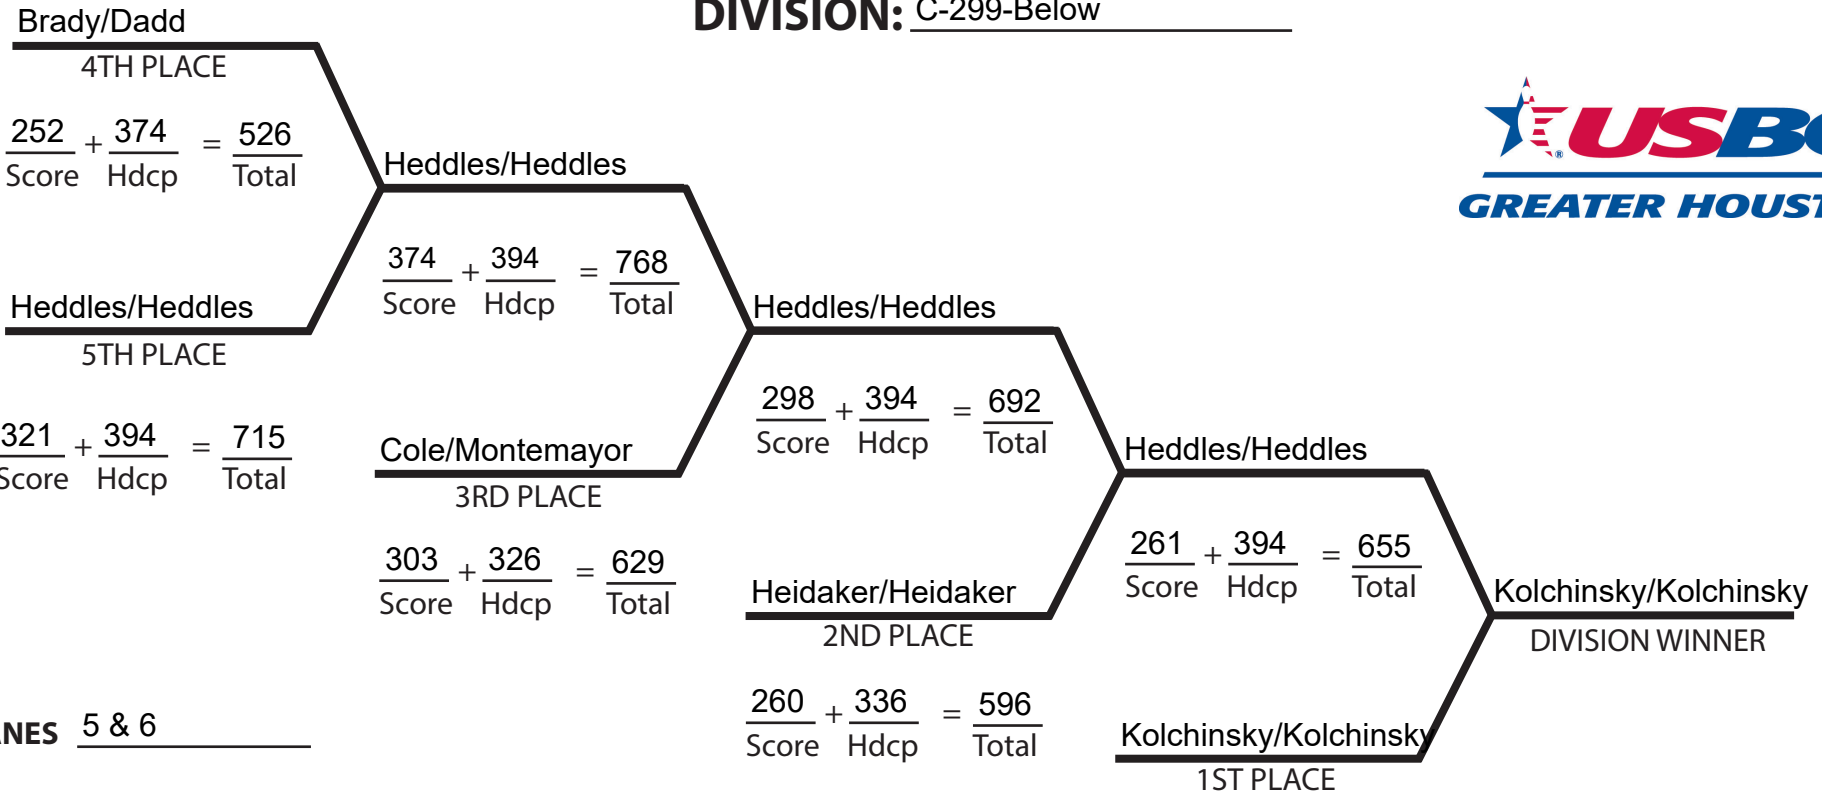 DIVISION: C-299-Below
Brady/Dadd
4TH PLACE
252 + 374 = 526
Score Hdcp Total
Heddles/Heddles
5TH PLACE
321 + 394 = 715
Score Hdcp Total
Heddles/Heddles
374 + 394 = 768
Score Hdcp Total
Cole/Montemayor
3RD PLACE
303 + 326 = 629
Score Hdcp Total
Heddles/Heddles
298 + 394 = 692
Score Hdcp Total
Heidaker/Heidaker
2ND PLACE
260 + 336 = 596
Score Hdcp Total
Heddles/Heddles
261 + 394 = 655
Score Hdcp Total
Kolchinsky/Kolchinsky
1ST PLACE
Kolchinsky/Kolchinsky
DIVISION WINNER
USBC
®
GREATER HOUST
ANES 5 & 6